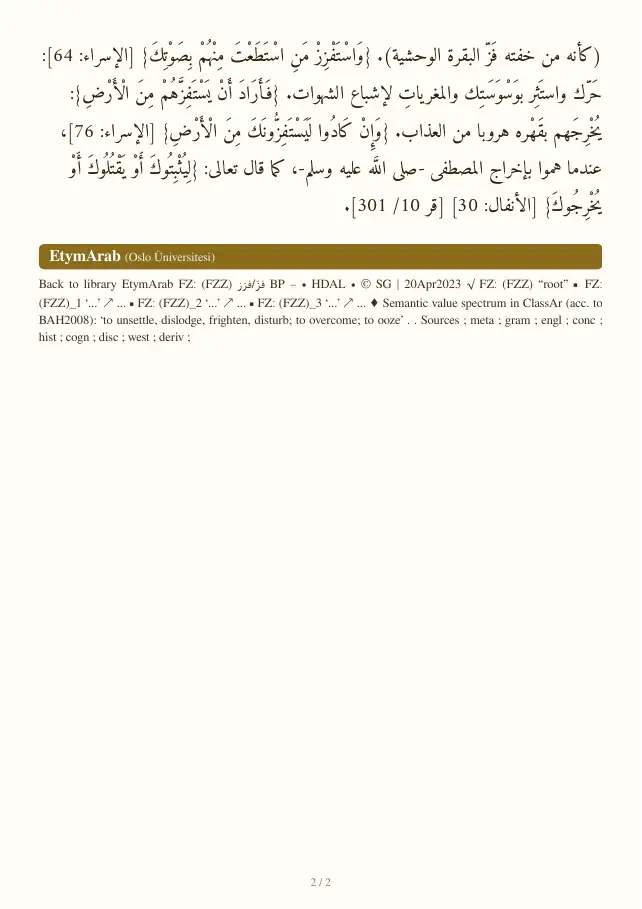 (كأنه من خفته فَزّ البقرة الوحشية). {وَاسْتَفْزِزْ مَنِ اسْتَطَعْتَ مِنْهُمْ بِصَوْتِكَ} [الإسراء: 64]:
حَرّك واستَثِر بوَسْوَسَتِك والمغرياتِ لإشباع الشهوات. {فَأَرَادَ أَنْ يَسْتَفِزَّهُمْ مِنَ الْأَرْضِ}:
يُخْرِجَهم بقَهْره هروبا من العذاب. {وَإِنْ كَادُوا لَيَسْتَفِزُّونَكَ مِنَ الْأَرْضِ} [الإسراء: 76]،
عندما هموا بإخراج المصطفى -صلى الله عليه وسلم-، كما قال تعالى: {لِيُثْبِتُوكَ أَوْ يَقْتُلُوكَ أَوْ
يُخْرِجُوكَ} [الأنفال: 30] [قر 10/ 301].
EtymArab (Oslo Üniversitesi)
Back to library EtymArab FZ: (FZZ) فزّ/فزز BP – • HDAL • © SG | 20Apr2023 √ FZ: (FZZ) “root” ▪ FZ:
(FZZ)_1 ‘...’ ↗ ... ▪ FZ: (FZZ)_2 ‘...’ ↗ ... ▪ FZ: (FZZ)_3 ‘...’ ↗ ... ♦ Semantic value spectrum in ClassAr (acc. to
BAH2008): ‘to unsettle, dislodge, frighten, disturb; to overcome; to ooze’ . . Sources ; meta ; gram ; engl ; conc ;
hist ; cogn ; disc ; west ; deriv ;
2 / 2